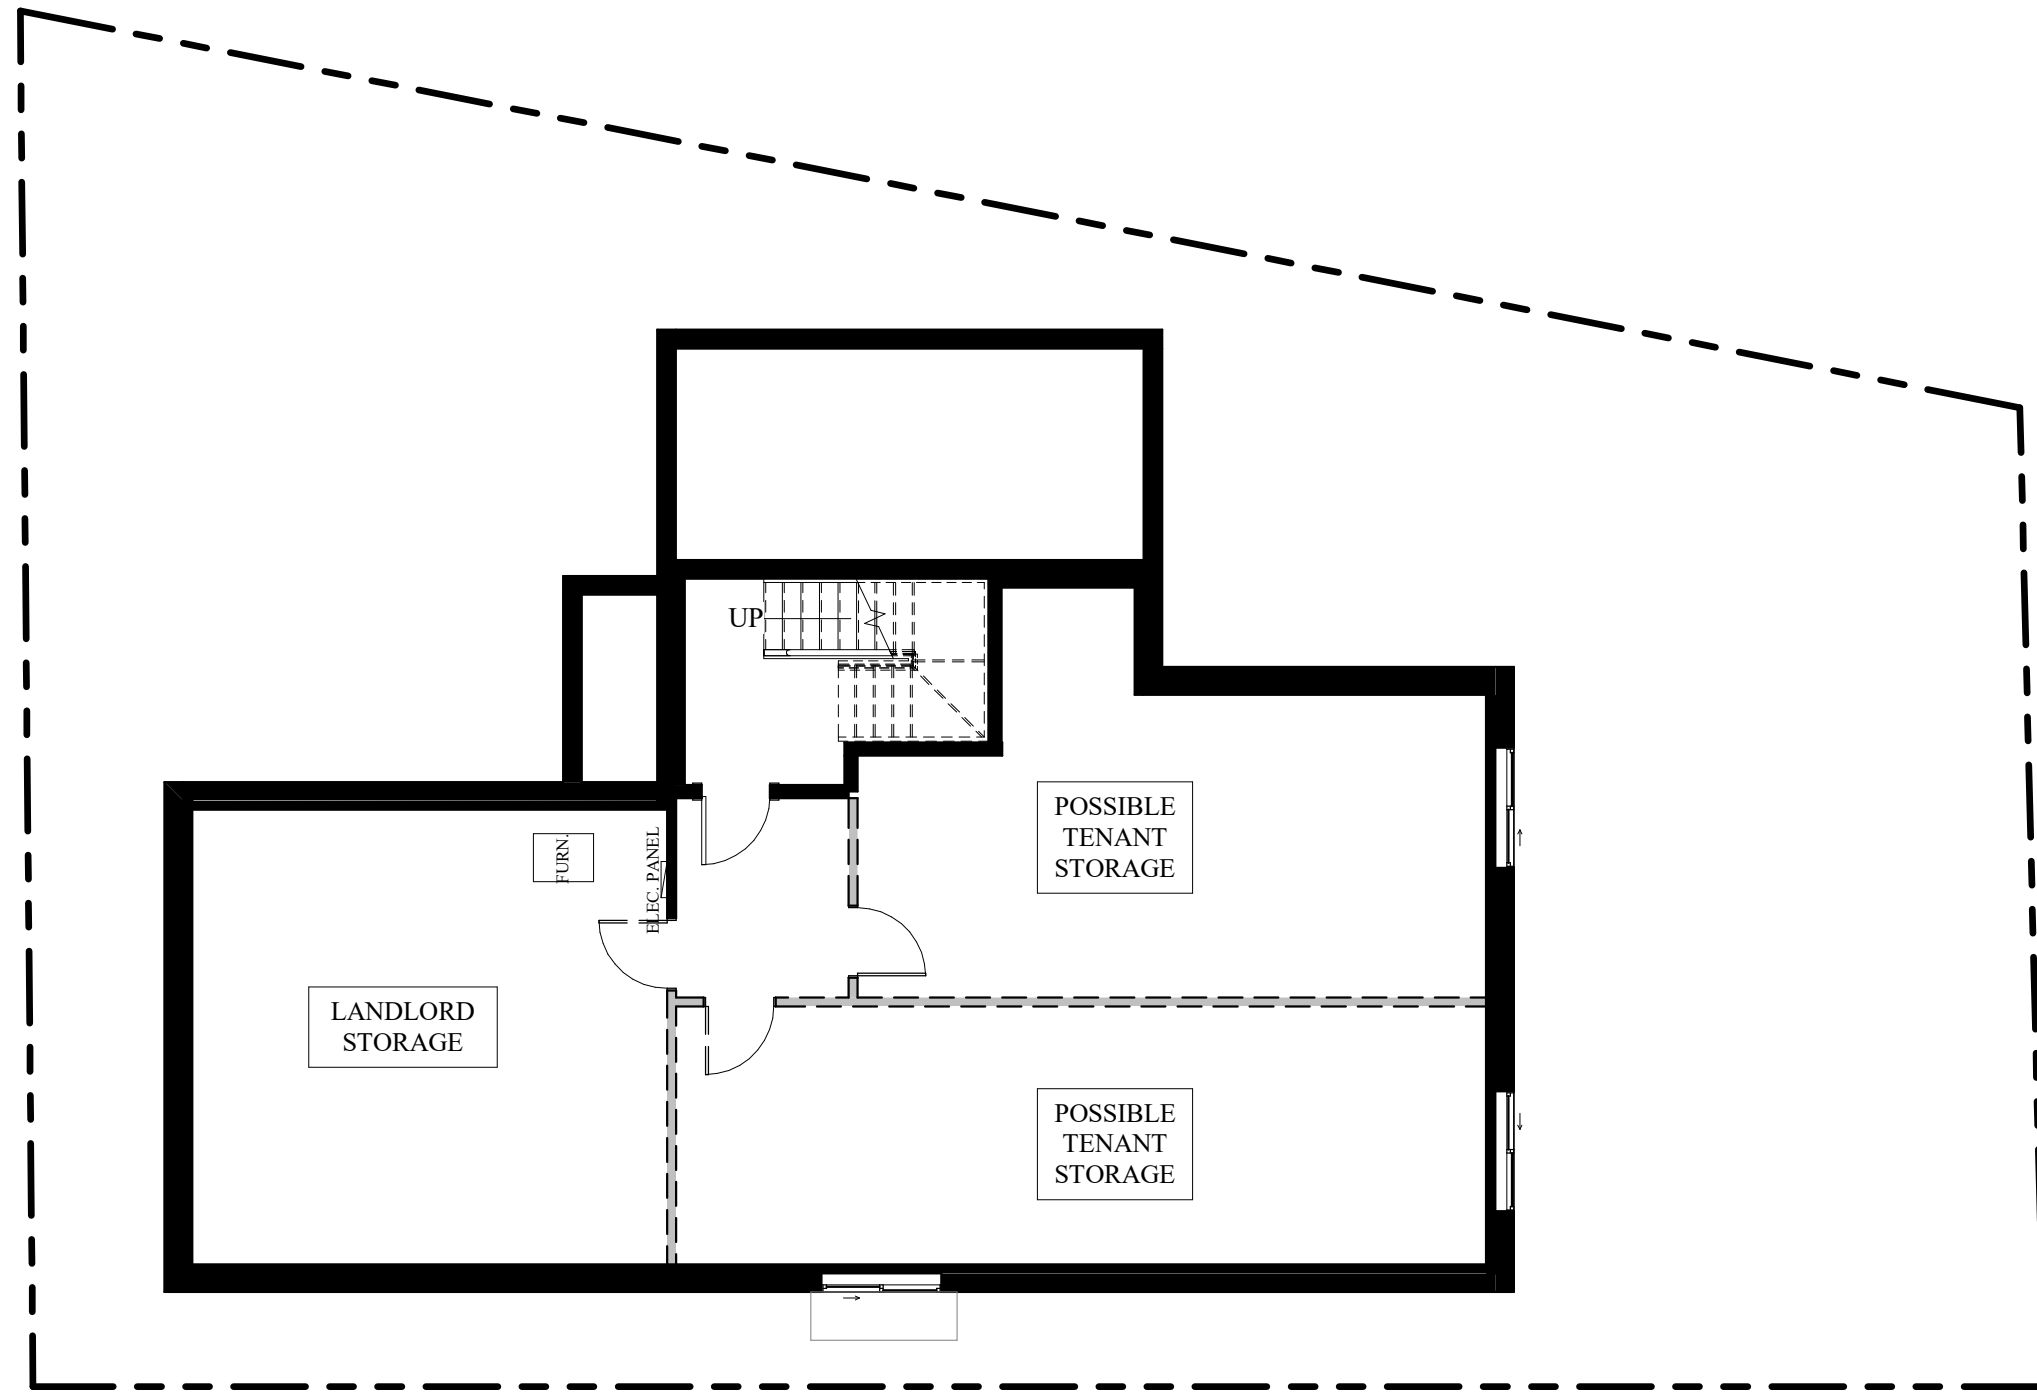 UP
POSSIBLE
TENANT
STORAGE
FURN.
ELEC. PANEL
LANDLORD
STORAGE
POSSIBLE
TENANT
STORAGE